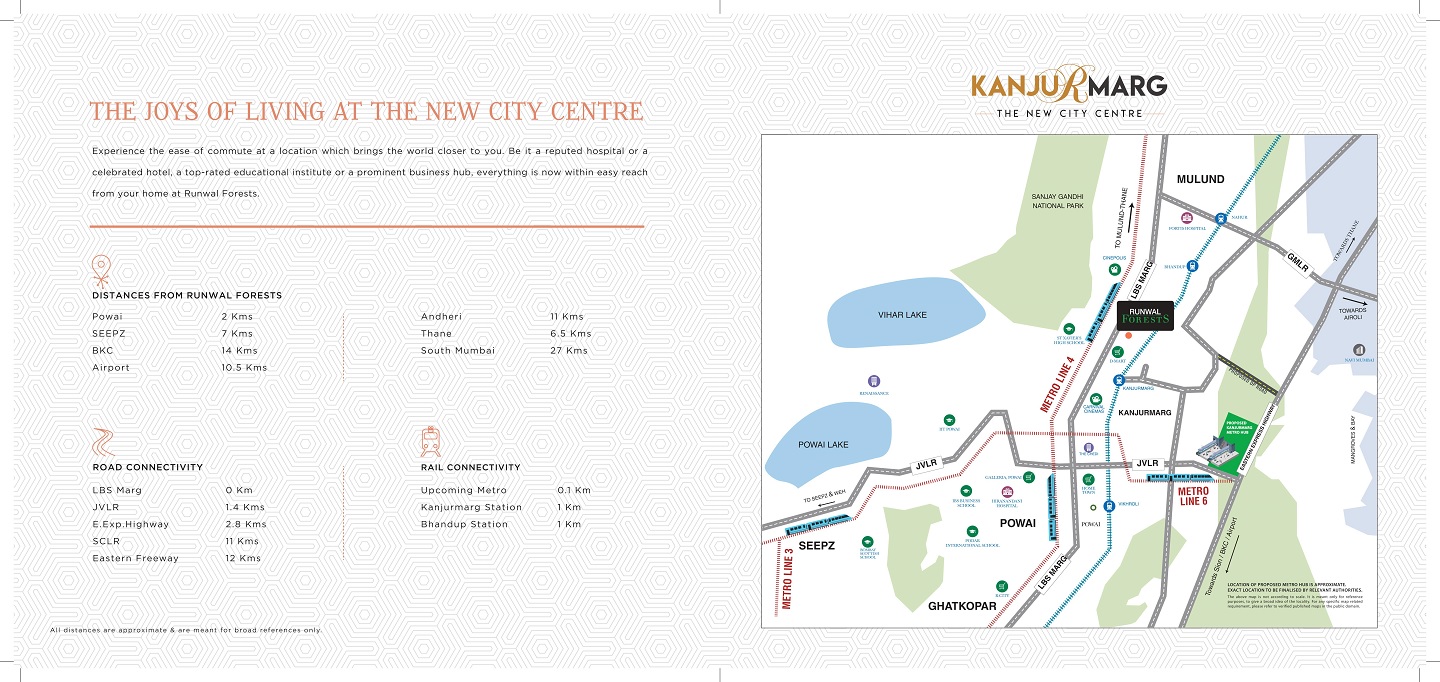 THE JOYS OF LIVING AT THE NEW CITY CENTRE
Experience the ease of commute at a location which brings the world closer to you. Be it a reputed hospital or a
celebrated hotel, a top-rated educational institute or a prominent business hub, everything is now within easy reach
from your home at Runwal Forests.
DISTANCES FROM RUNWAL FORESTS
Powai 2 Kms
SEEPZ 7 Kms
BKC 14 Kms
Airport 10.5 Kms
Andheri 11 Kms
Thane 6.5 Kms
South Mumbai 27 Kms
ROAD CONNECTIVITY
LBS Marg 0 Km
JVLR 1.4 Kms
E.Exp.Highway 2.8 Kms
SCLR 11 Kms
Eastern Freeway 12 Kms
RAIL CONNECTIVITY
Upcoming Metro 0.1 Km
Kanjurmarg Station 1 Km
Bhandup Station 1 Km
All distances are approximate & are meant for broad references only.
KANJURMARG
THE NEW CITY CENTRE
MULUND
SANJAY GANDHI
NATIONAL PARK
TO MULUND-THANE
FORTIS HOSPITAL
NAHUR
TOWARDS THANE
CINEPOLIS
BHANDUP
GMLR
LBS MARG
TOWARDS
AIROLI
RUNWAL
FORESTS
VIHAR LAKE
ST XAVIER'S
HIGH SCHOOL
D-MART
NAVI MUMBAI
METRO LINE 4
RENAISSANCE
KANJURMARG
CARNIVAL
CINEMAS
KANJURMARG
PROPOSED
KANJURMARG
METRO HUB
EASTERN EXPRESS HIGHWAY
MANGROVES & BAY
IIT, POWAI
POWAI LAKE
JVLR
JVLR
GALLERIA, POWAI
HOME
TOWN
METRO
LINE 6
TO SEEPZ & WEH
IBS BUSINESS
SCHOOL
HIRANANDANI
HOSPITAL
VIKHROLI
POWAI
POWAI
SEEPZ
BOMBAY
SCOTTISH
SCHOOL
PODAR
INTERNATIONAL SCHOOL
METRO LINE 3
LBS MARG
Towards Sion / BKC / Airport
R CITY
GHATKOPAR
LOCATION OF PROPOSED METRO HUB IS APPROXIMATE.
EXACT LOCATION TO BE FINALISED BY RELEVANT AUTHORITIES.
The above map is not according to scale; it is meant only for reference
purposes, to give a broad idea of the locality. For any specific map related
requirement, please refer to verified published maps in the public domain.